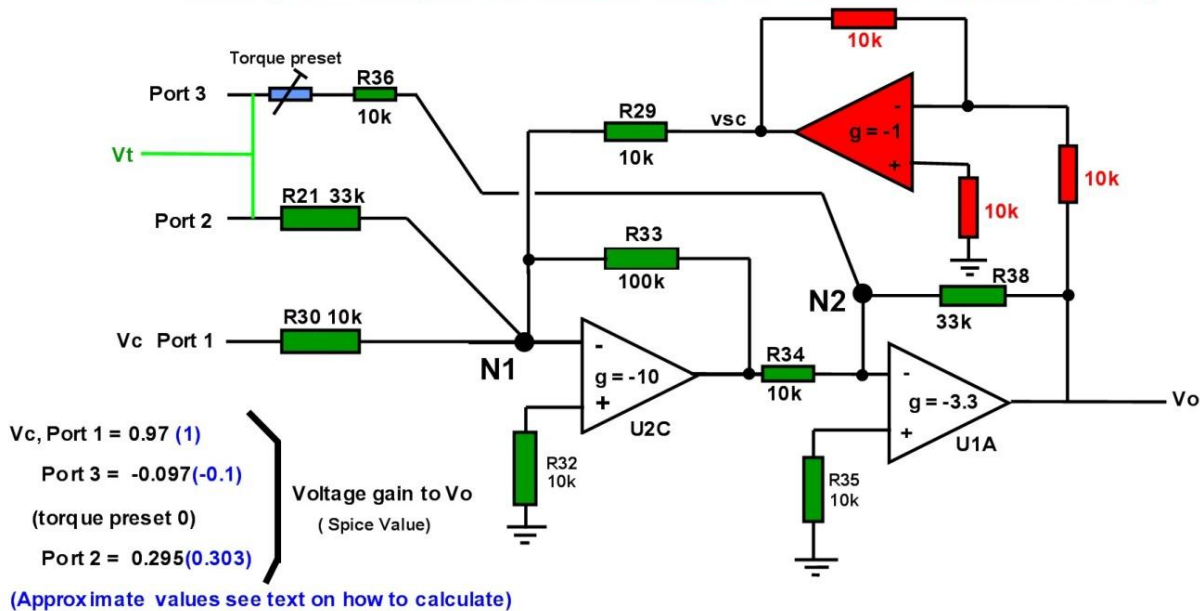 10k
Torque preset
Port 3
R36
10k
R29
10k
vsc
g = -1
-
+
10k
10k
Vt
R21 33k
Port 2
R33
100k
N2
R38
33k
Vc Port 1
R30 10k
N1
-
g = -10
+
U2C
R34
10k
-
g = -3.3
+
U1A
Vo
R32
10k
R35
10k
Vc, Port 1 = 0.97 (1)
Port 3 = -0.097(-0.1)
(torque preset 0)
Port 2 = 0.295(0.303)
Voltage gain to Vo
( Spice Value)
(Approximate values see text on how to calculate)